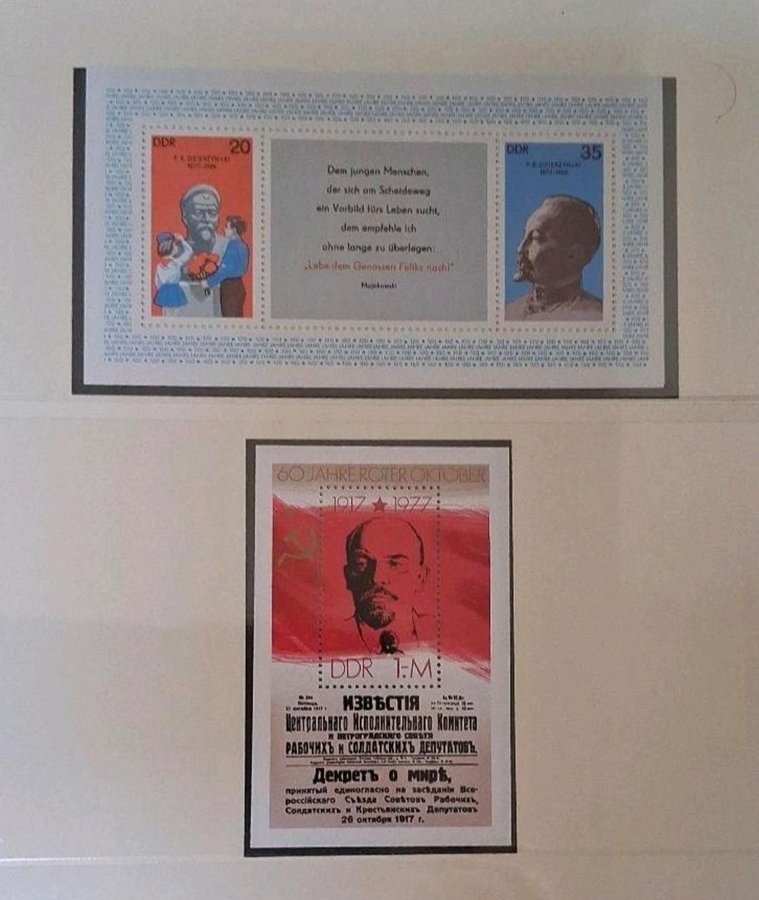 DDR 20
F. E. DZIERZYNSKI
1877-1926
Dem jungen Menschen,
der sich am Scheideweg
ein Vorbild fürs Leben sucht,
dem empfehle ich
ohne lange zu überlegen:
„Lebe dem Genossen Feliks nach!“
Majakowski
DDR 35
F. E. DZIERZYNSKI
1877-1926
60 JAHRE ROTER OKTOBER
1917 ★ 1977
DDR 1,-M
ИЗВѢСТІЯ
Центральнаго Исполнительнаго Комитета
и петроградскаго совѣта
РАБОЧИХЪ и СОЛДАТСКИХЪ ДЕПУТАТОВЪ.
Декретъ о мирѣ,
принятый единогласно на засѣданіи Все-
россійскаго Съѣзда Совѣтовъ Рабочихъ,
Солдатскихъ и Крестьянскихъ Депутатовъ
26 октября 1917 г.